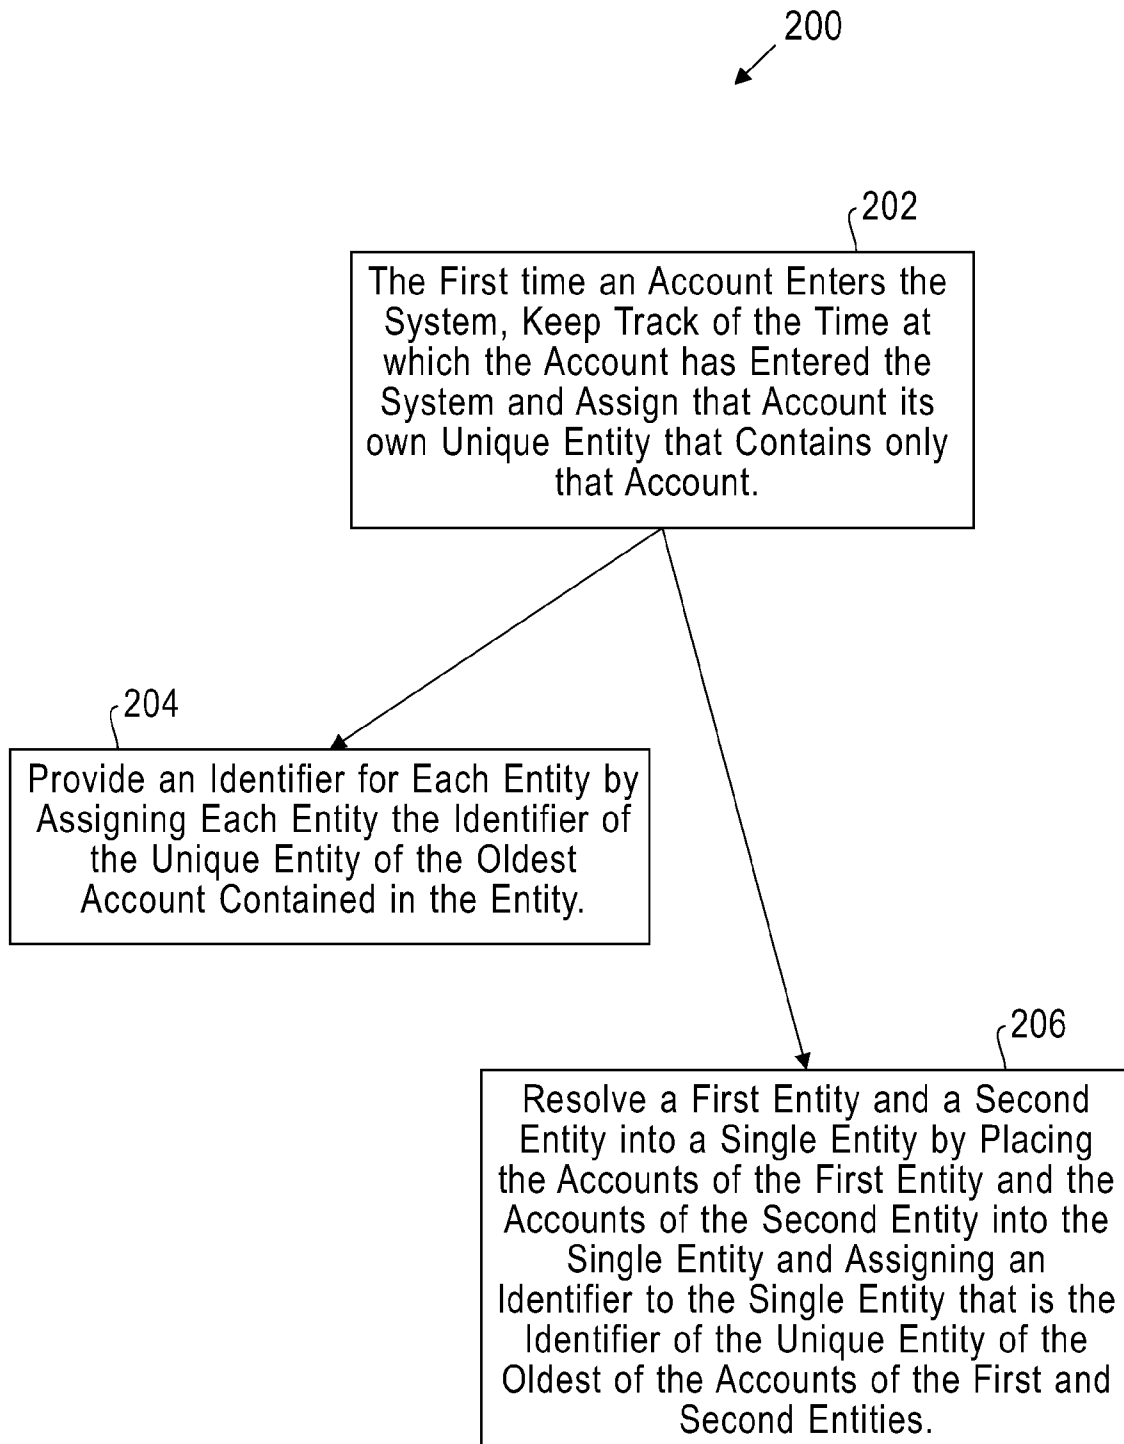 200
202
The First time an Account Enters the
System, Keep Track of the Time at
which the Account has Entered the
System and Assign that Account its
own Unique Entity that Contains only
that Account.
204
Provide an Identifier for Each Entity by
Assigning Each Entity the Identifier of
the Unique Entity of the Oldest
Account Contained in the Entity.
206
Resolve a First Entity and a Second
Entity into a Single Entity by Placing
the Accounts of the First Entity and the
Accounts of the Second Entity into the
Single Entity and Assigning an
Identifier to the Single Entity that is the
Identifier of the Unique Entity of the
Oldest of the Accounts of the First and
Second Entities.